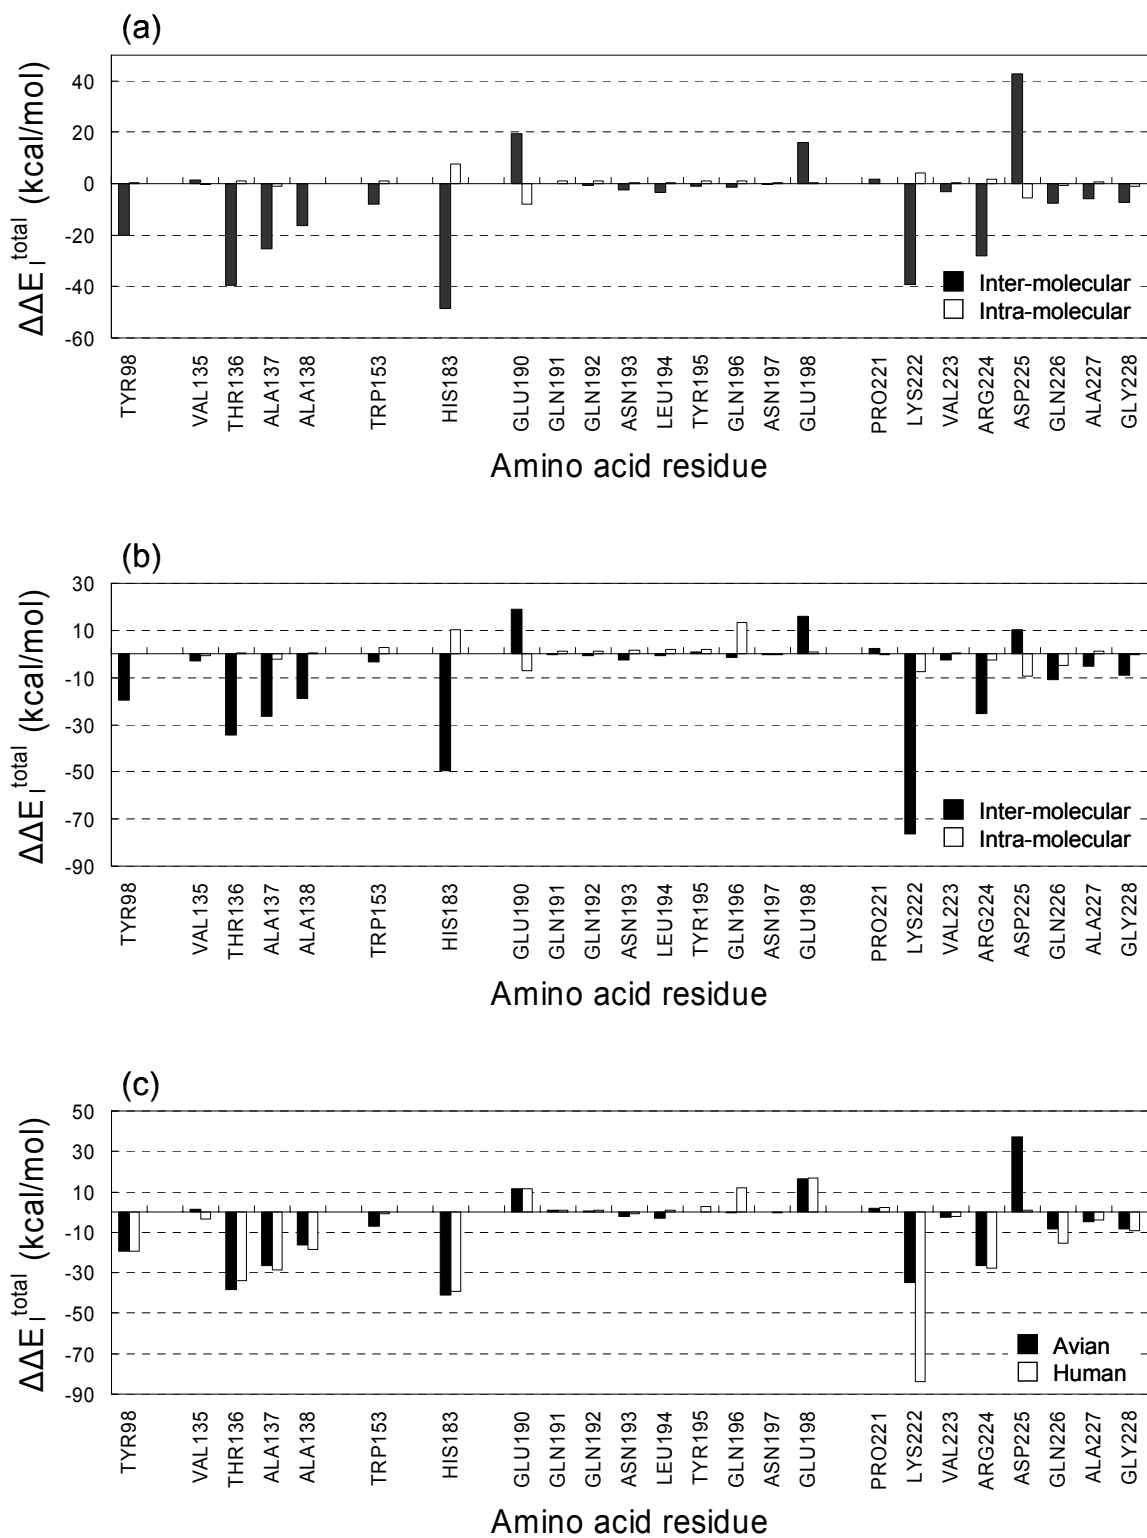 (a)
ΔΔE_I^total (kcal/mol)
40
20
0
-20
-40
-60
Inter-molecular
Intra-molecular
TYR98 VAL135 THR136 ALA137 ALA138 TRP153 HIS183 GLU190 GLN191 GLN192 ASN193 LEU194 TYR195 GLN196 ASN197 GLU198 PRO221 LYS222 VAL223 ARG224 ASP225 GLN226 ALA227 GLY228
Amino acid residue
(b)
ΔΔE_I^total (kcal/mol)
30
10
-10
-30
-50
-70
-90
Inter-molecular
Intra-molecular
TYR98 VAL135 THR136 ALA137 ALA138 TRP153 HIS183 GLU190 GLN191 GLN192 ASN193 LEU194 TYR195 GLN196 ASN197 GLU198 PRO221 LYS222 VAL223 ARG224 ASP225 GLN226 ALA227 GLY228
Amino acid residue
(c)
ΔΔE_I^total (kcal/mol)
50
30
10
-10
-30
-50
-70
-90
Avian
Human
TYR98 VAL135 THR136 ALA137 ALA138 TRP153 HIS183 GLU190 GLN191 GLN192 ASN193 LEU194 TYR195 GLN196 ASN197 GLU198 PRO221 LYS222 VAL223 ARG224 ASP225 GLN226 ALA227 GLY228
Amino acid residue